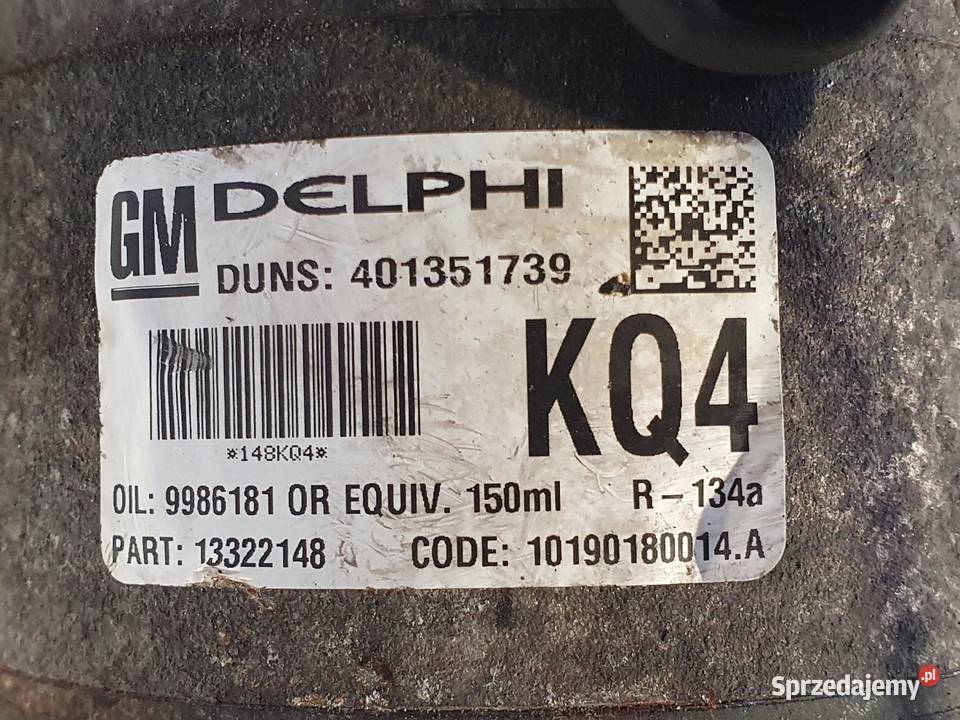 GM DELPHI
DUNS: 401351739
KQ4
*148KQ4*
OIL: 9986181 OR EQUIV. 150ml R-134a
PART: 13322148 CODE: 10190180014.A
Sprzedajemy.pl